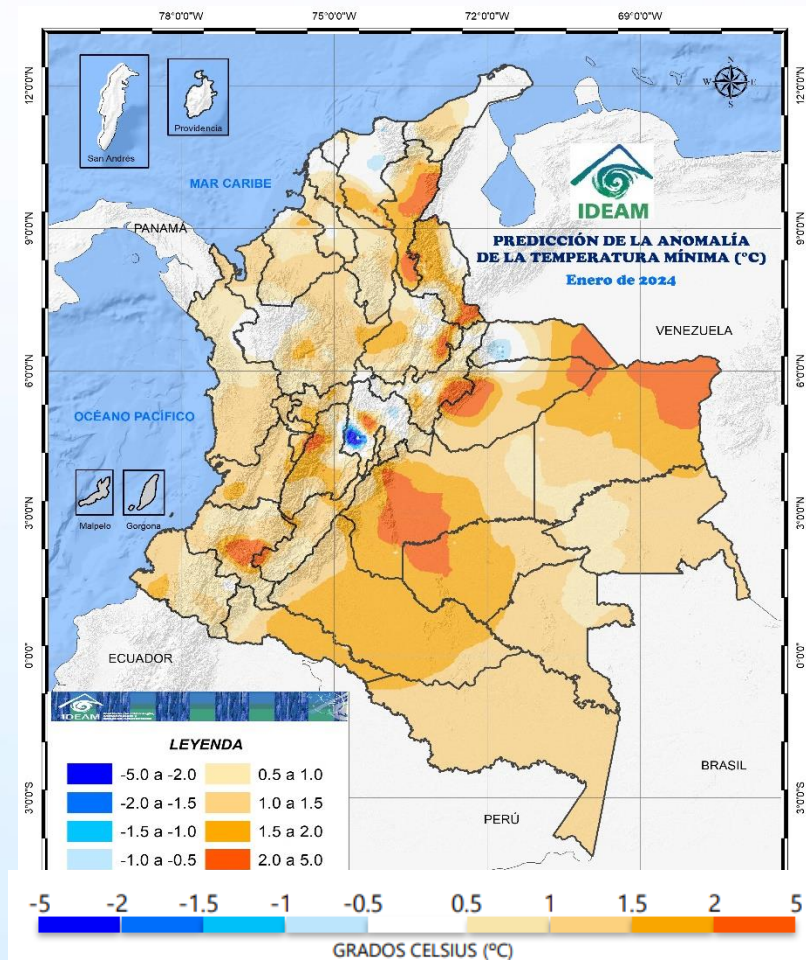 78°0'0"W 75°0'0"W 72°0'0"W 69°0'0"W
12°0'0"N
12°0'0"N
San Andrés
Providencia
MAR CARIBE
IDEAM
9°0'0"N
9°0'0"N
PANAMÁ
PREDICCIÓN DE LA ANOMALÍA
DE LA TEMPERATURA MÍNIMA (°C)
Enero de 2024
VENEZUELA
6°0'0"N
6°0'0"N
OCÉANO PACÍFICO
Malpelo
Gorgona
3°0'0"N
3°0'0"N
0°0'0"
0°0'0"
ECUADOR
IDEAM
LEYENDA
-5.0 a -2.0 0.5 a 1.0
-2.0 a -1.5 1.0 a 1.5
-1.5 a -1.0 1.5 a 2.0
-1.0 a -0.5 2.0 a 5.0
BRASIL
PERÚ
3°0'0"S
3°0'0"S
N
W E
S
-5 -2 -1.5 -1 -0.5 0.5 1 1.5 2 5
GRADOS CELSIUS (°C)